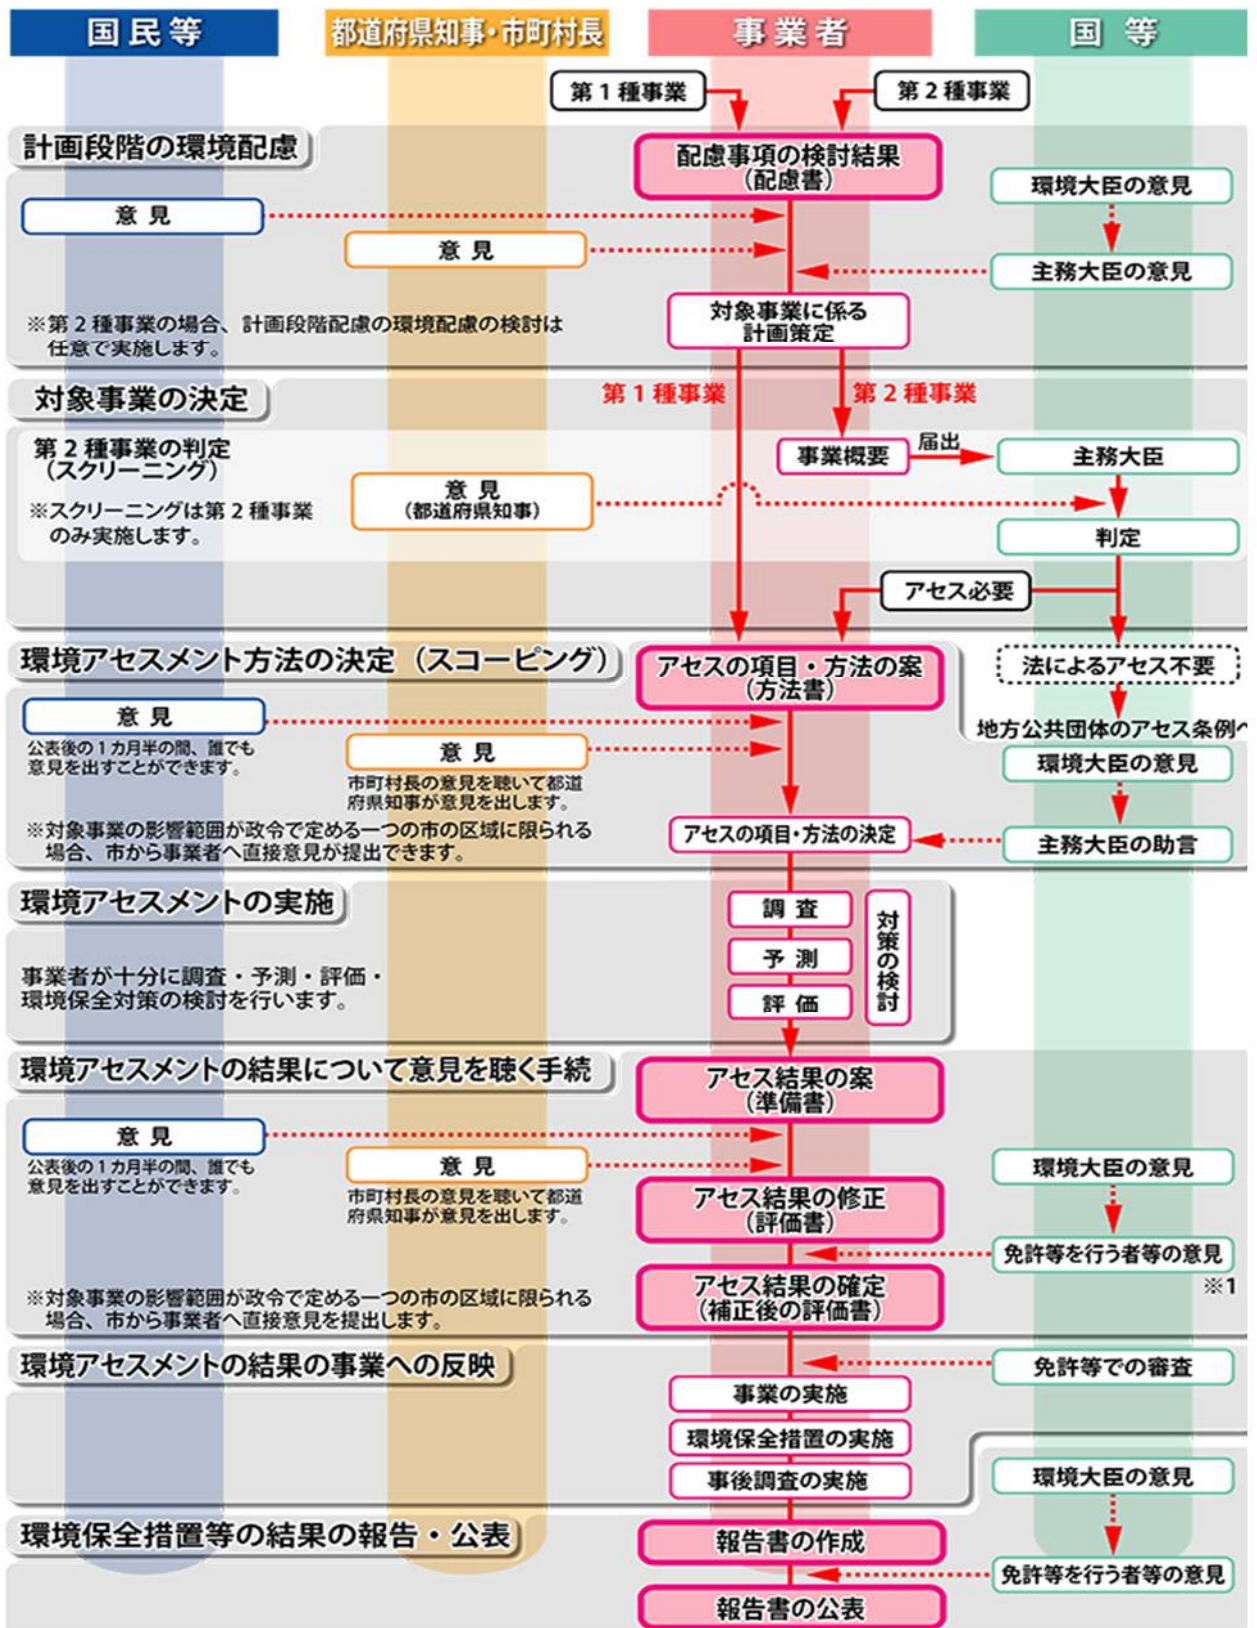 国民等
都道府県知事・市町村長
事業者
国等
第1種事業
第2種事業
計画段階の環境配慮
配慮事項の検討結果
（配慮書）
環境大臣の意見
意見
意見
主務大臣の意見
対象事業に係る
計画策定
※第2種事業の場合、計画段階配慮の環境配慮の検討は
任意で実施します。
対象事業の決定
第1種事業
第2種事業
第2種事業の判定
（スクリーニング）
事業概要
届出
主務大臣
意見
（都道府県知事）
※スクリーニングは第2種事業
のみ実施します。
判定
アセス必要
環境アセスメント方法の決定（スコーピング）
アセスの項目・方法の案
（方法書）
法によるアセス不要
意見
公表後の1カ月半の間、誰でも
意見を出すことができます。
意見
市町村長の意見を聴いて都道
府県知事が意見を出します。
地方公共団体のアセス条例へ
環境大臣の意見
※対象事業の影響範囲が政令で定める一つの市の区域に限られる
場合、市から事業者へ直接意見が提出できます。
アセスの項目・方法の決定
主務大臣の助言
環境アセスメントの実施
調査
予測
評価
対策の検討
事業者が十分に調査・予測・評価・
環境保全対策の検討を行います。
環境アセスメントの結果について意見を聴く手続
アセス結果の案
（準備書）
意見
公表後の1カ月半の間、誰でも
意見を出すことができます。
意見
市町村長の意見を聴いて都道
府県知事が意見を出します。
環境大臣の意見
アセス結果の修正
（評価書）
免許等を行う者等の意見
※1
アセス結果の確定
（補正後の評価書）
※対象事業の影響範囲が政令で定める一つの市の区域に限られる
場合、市から事業者へ直接意見を提出します。
環境アセスメントの結果の事業への反映
免許等での審査
事業の実施
環境保全措置の実施
事後調査の実施
環境大臣の意見
環境保全措置等の結果の報告・公表
報告書の作成
免許等を行う者等の意見
報告書の公表